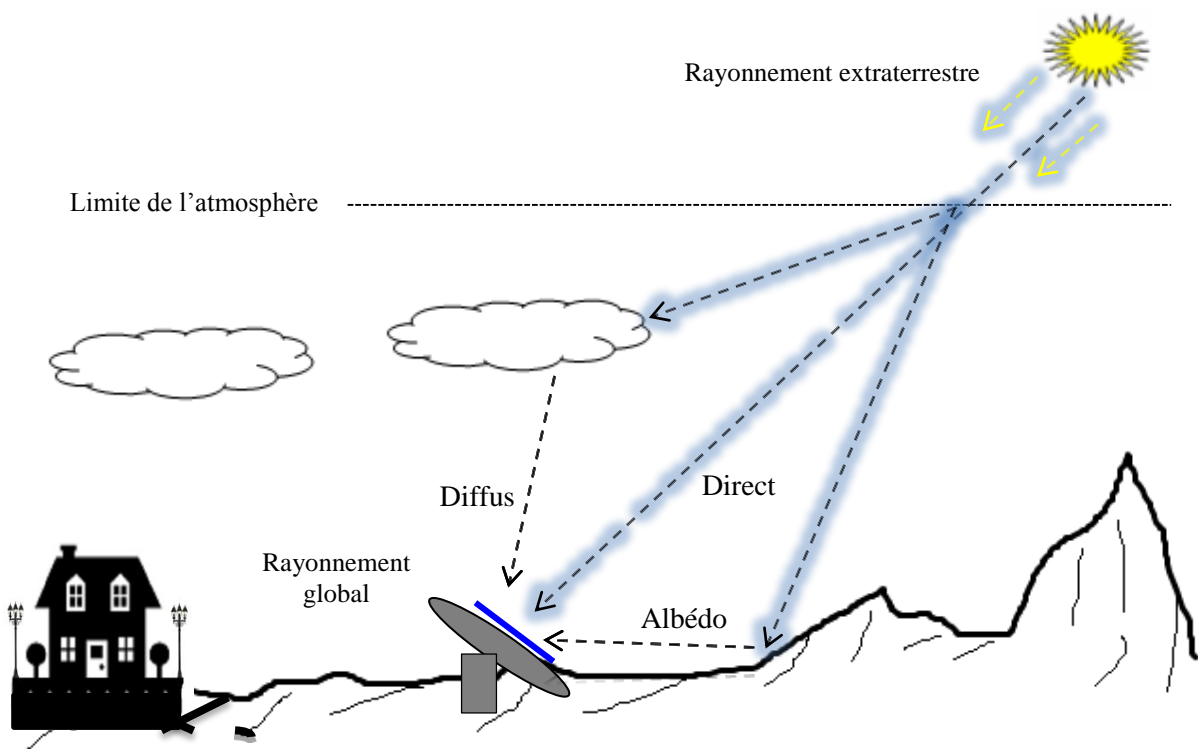 Rayonnement extraterrestre
Limite de l’atmosphère
Diffus
Direct
Rayonnement
global
Albédo